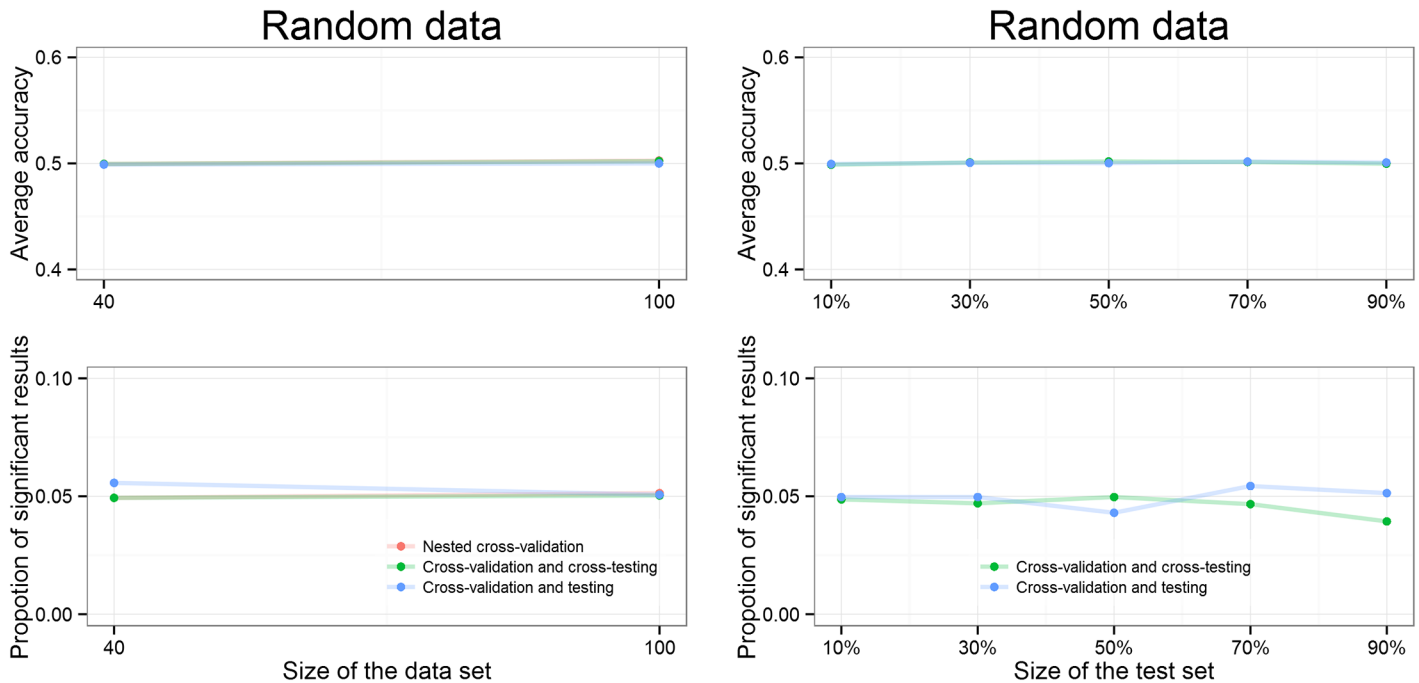 Random data
Average accuracy
0.6
0.5
0.4
40
100
Random data
Average accuracy
0.6
0.5
0.4
10%
30%
50%
70%
90%
Propotion of significant results
0.10
0.05
0.00
Nested cross-validation
Cross-validation and cross-testing
Cross-validation and testing
40
100
Size of the data set
Propotion of significant results
0.10
0.05
0.00
Cross-validation and cross-testing
Cross-validation and testing
10%
30%
50%
70%
90%
Size of the test set